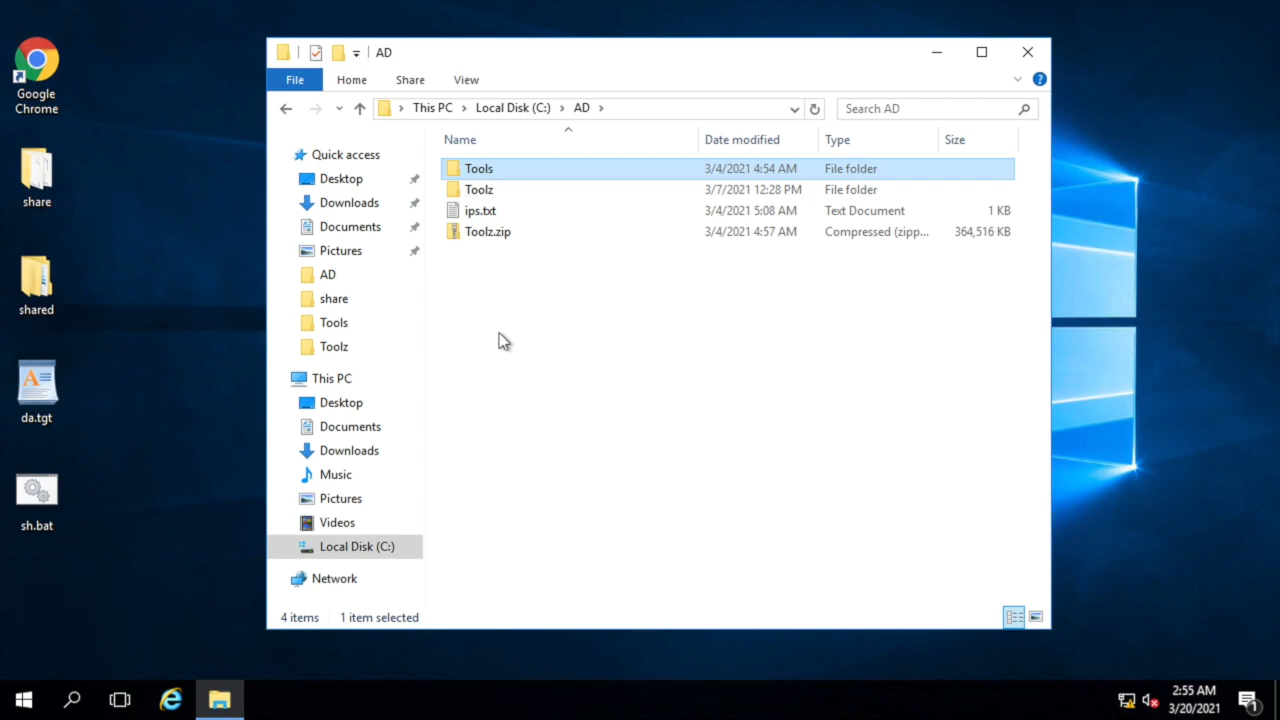 Google
Chrome
share
shared
da.tgt
sh.bat
AD
File Home Share View
This PC Local Disk (C:) AD
Search AD
Name Date modified Type Size
Quick access
Desktop
Downloads
Documents
Pictures
AD
share
Tools
Toolz
This PC
Desktop
Documents
Downloads
Music
Pictures
Videos
Local Disk (C:)
Network
Tools 3/4/2021 4:54 AM File folder
Toolz 3/7/2021 12:28 PM File folder
ips.txt 3/4/2021 5:08 AM Text Document 1 KB
Toolz.zip 3/4/2021 4:57 AM Compressed (zipp... 364,516 KB
4 items 1 item selected
2:55 AM
3/20/2021
1